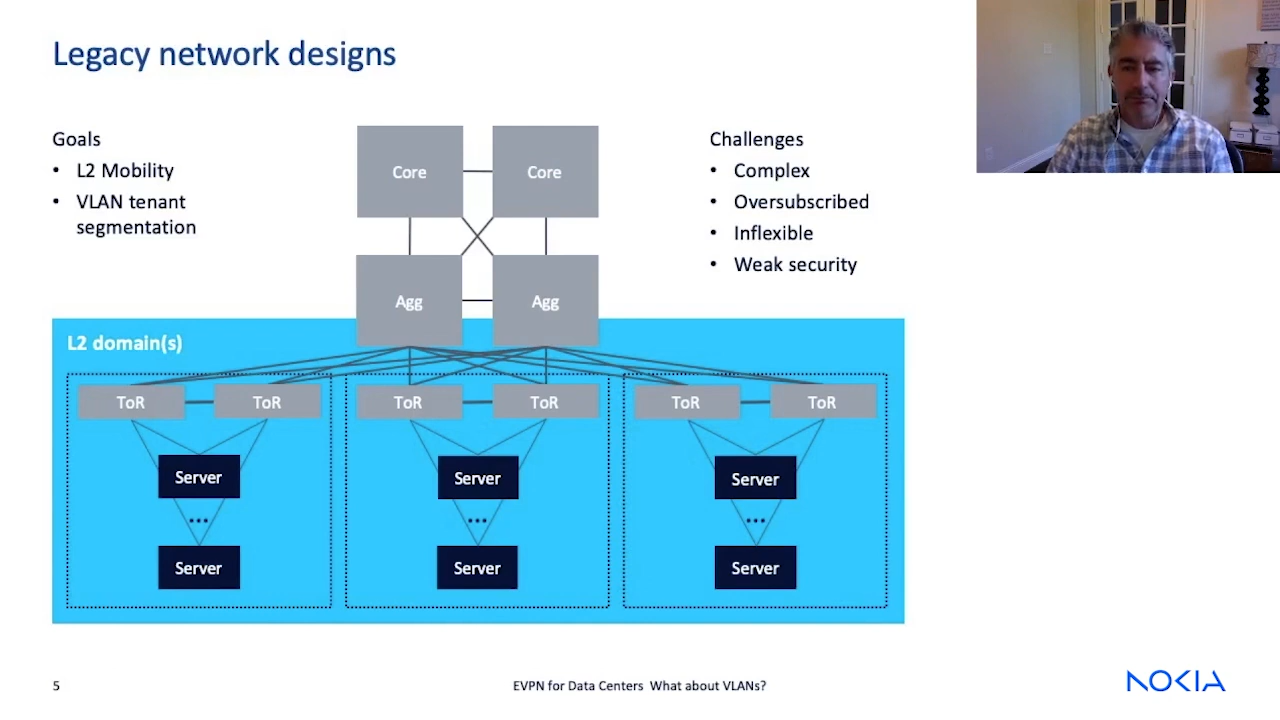 Legacy network designs
Goals
• L2 Mobility
• VLAN tenant
segmentation
Core
Core
Challenges
• Complex
• Oversubscribed
• Inflexible
• Weak security
Agg
Agg
L2 domain(s)
ToR
ToR
ToR
ToR
ToR
ToR
Server
Server
Server
...
...
...
Server
Server
Server
5
EVPN for Data Centers What about VLANs?
NOKIA